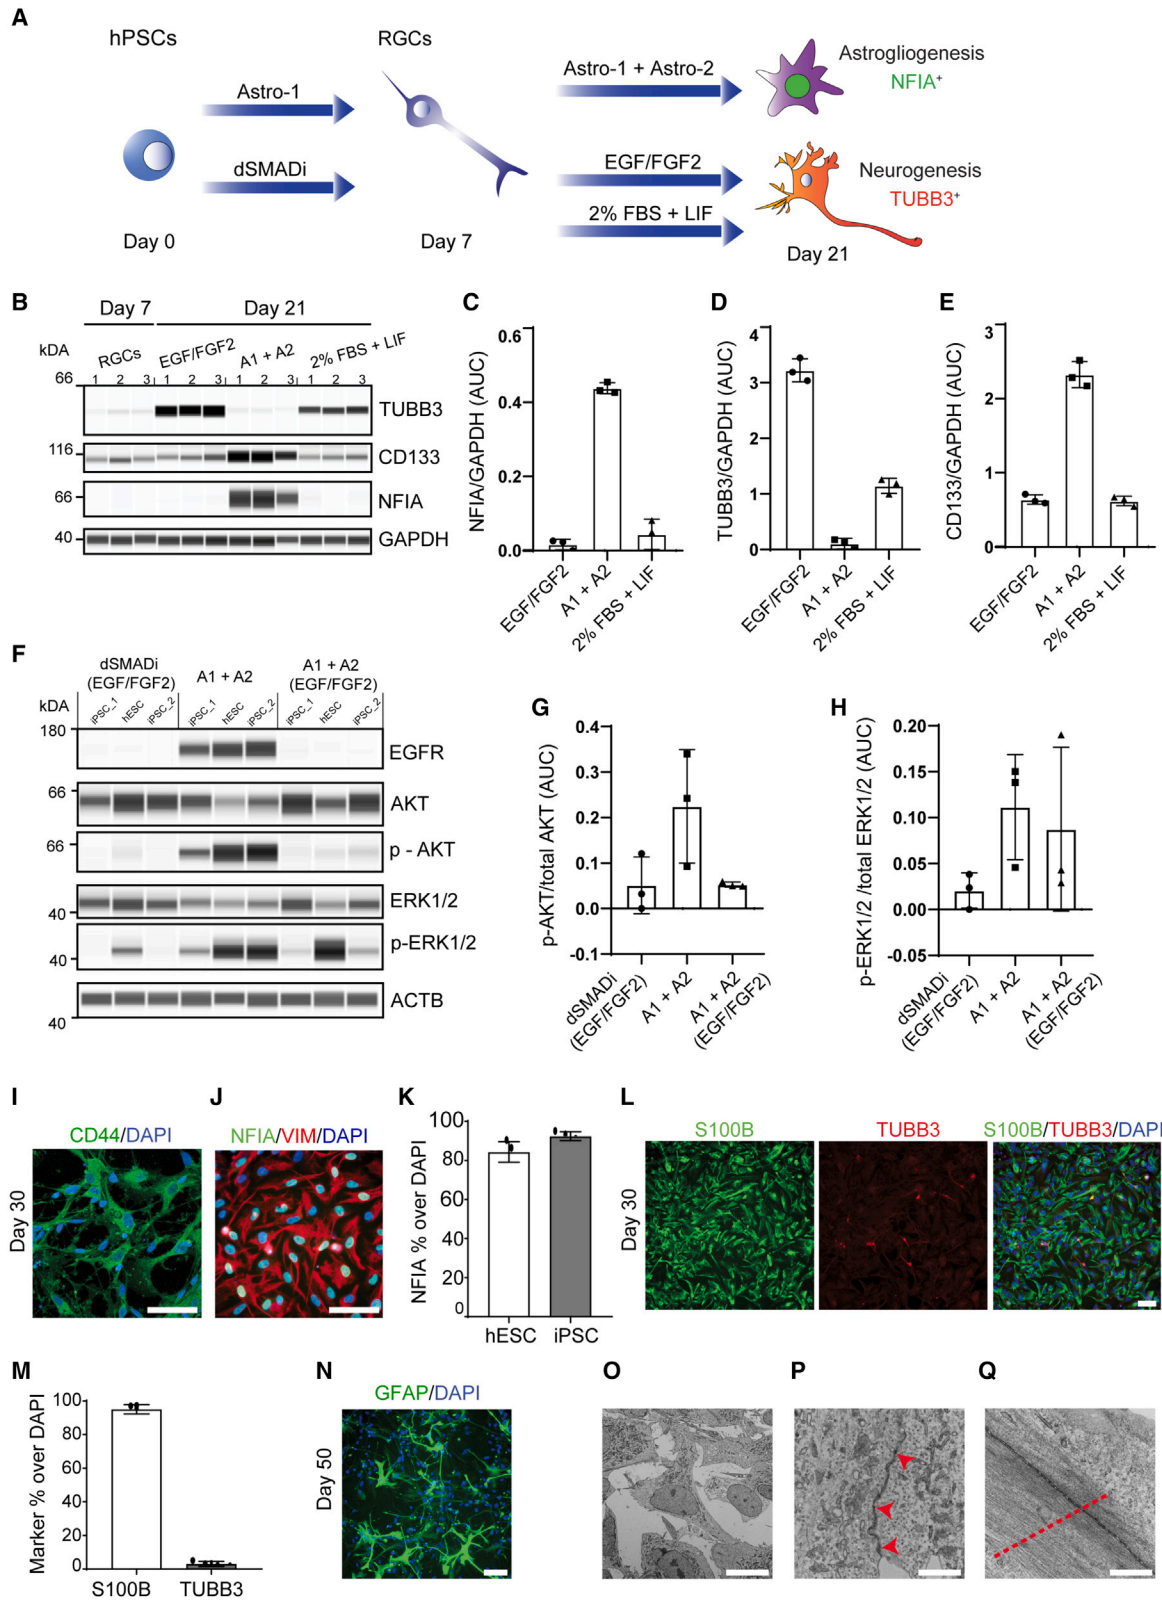 A
hPSCs
RGCs
Astro-1
dSMADi
Astro-1 + Astro-2
EGF/FGF2
2% FBS + LIF
Astrogliogenesis
NFIA+
Neurogenesis
TUBB3+
Day 0
Day 7
Day 21
B
Day 7
Day 21
kDA
RGCs
EGF/FGF2
A1 + A2
2% FBS + LIF
1 2 3 1 2 3 1 2 3 1 2 3
66
TUBB3
116
CD133
66
NFIA
40
GAPDH
C
NFIA/GAPDH (AUC)
0.6
0.4
0.2
0.0
EGF/FGF2
A1 + A2
2% FBS + LIF
D
TUBB3/GAPDH (AUC)
4
3
2
1
0
EGF/FGF2
A1 + A2
2% FBS + LIF
E
CD133/GAPDH (AUC)
3
2
1
0
EGF/FGF2
A1 + A2
2% FBS + LIF
F
dSMADi
(EGF/FGF2)
A1 + A2
A1 + A2
(EGF/FGF2)
kDA
iPSC_1 hESC iPSC_2 iPSC_1 hESC iPSC_2 iPSC_1 hESC iPSC_2
180
EGFR
66
AKT
66
p - AKT
ERK1/2
40
p-ERK1/2
40
ACTB
40
G
p-AKT/total AKT (AUC)
0.4
0.3
0.2
0.1
0.0
-0.1
dSMADi
(EGF/FGF2)
A1 + A2
A1 + A2
(EGF/FGF2)
H
p-ERK1/2 /total ERK1/2 (AUC)
0.20
0.15
0.10
0.05
0.00
-0.05
dSMADi
(EGF/FGF2)
A1 + A2
A1 + A2
(EGF/FGF2)
I
CD44/DAPI
Day 30
J
NFIA/VIM/DAPI
K
NFIA % over DAPI
100
80
60
40
20
0
hESC
iPSC
L
S100B
TUBB3
S100B/TUBB3/DAPI
Day 30
M
Marker % over DAPI
100
80
60
40
20
0
S100B
TUBB3
N
GFAP/DAPI
Day 50
O
P
Q